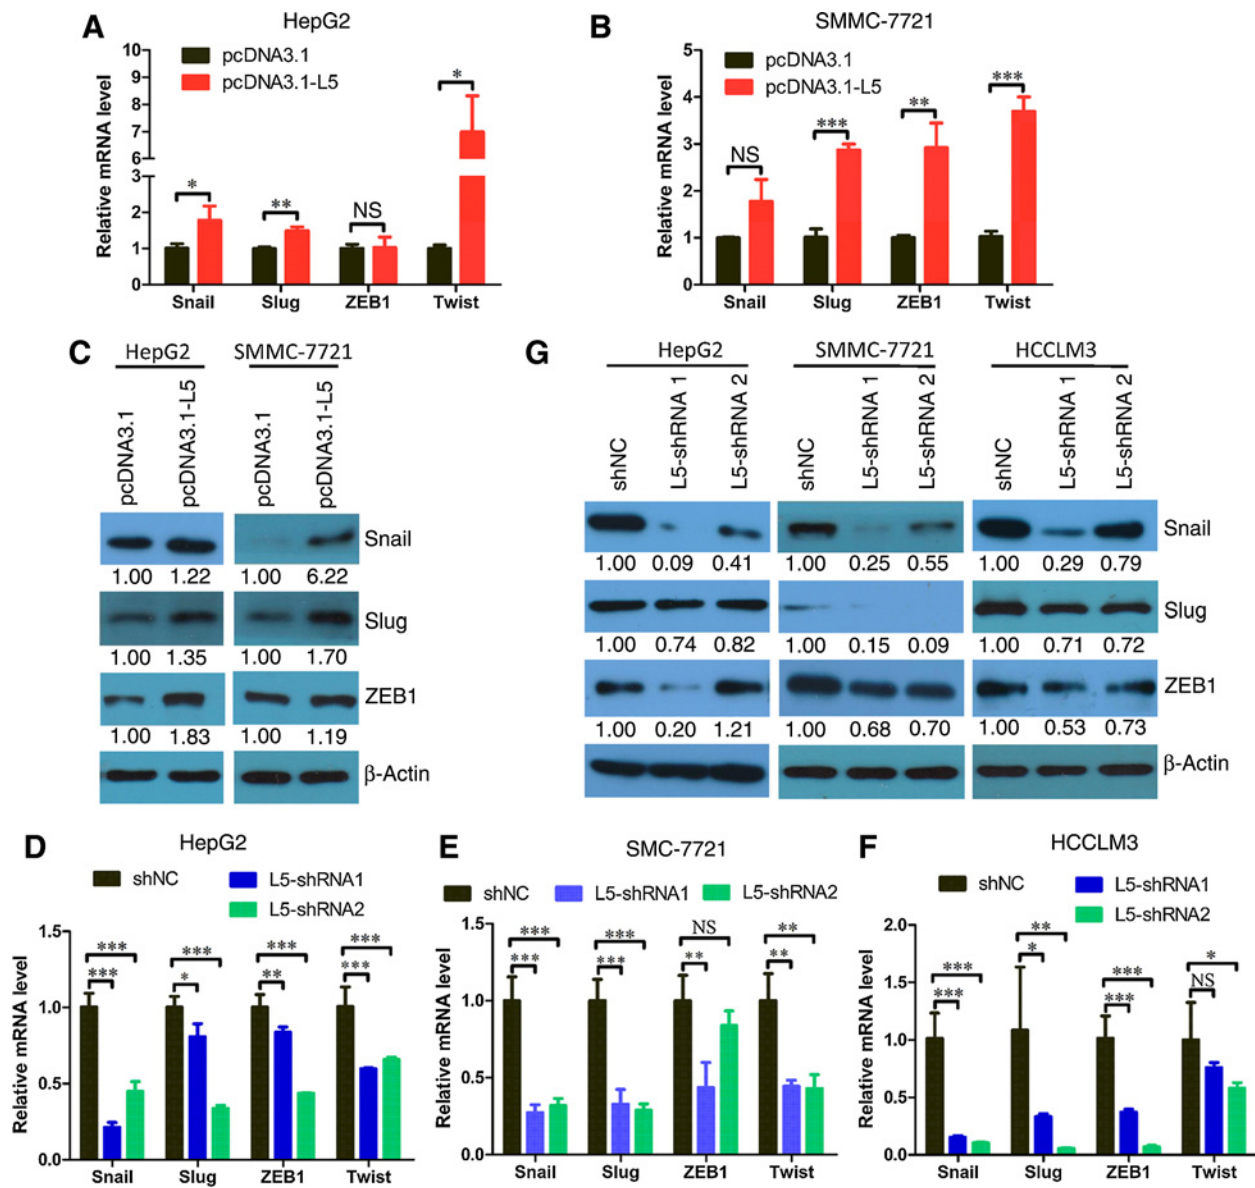 A
HepG2
pcDNA3.1
pcDNA3.1-L5
Relative mRNA level
10
9
8
7
6
3
2
1
0
*
**
NS
*
Snail Slug ZEB1 Twist
B
SMMC-7721
pcDNA3.1
pcDNA3.1-L5
Relative mRNA level
5
4
3
2
1
0
NS
***
**
***
Snail Slug ZEB1 Twist
C
HepG2 SMMC-7721
pcDNA3.1 pcDNA3.1-L5 pcDNA3.1 pcDNA3.1-L5
Snail
1.00 1.22 1.00 6.22
Slug
1.00 1.35 1.00 1.70
ZEB1
1.00 1.83 1.00 1.19
β-Actin
G
HepG2 SMMC-7721 HCCLM3
shNC L5-shRNA 1 L5-shRNA 2 shNC L5-shRNA 1 L5-shRNA 2 shNC L5-shRNA 1 L5-shRNA 2
Snail
1.00 0.09 0.41 1.00 0.25 0.55 1.00 0.29 0.79
Slug
1.00 0.74 0.82 1.00 0.15 0.09 1.00 0.71 0.72
ZEB1
1.00 0.20 1.21 1.00 0.68 0.70 1.00 0.53 0.73
β-Actin
D
HepG2
shNC
L5-shRNA1
L5-shRNA2
Relative mRNA level
1.5
1.0
0.5
0.0
*** *** *** ***
*** * ** ***
Snail Slug ZEB1 Twist
E
SMC-7721
shNC L5-shRNA1 L5-shRNA2
Relative mRNA level
1.5
1.0
0.5
0.0
*** *** NS **
*** *** ** **
Snail Slug ZEB1 Twist
F
HCCLM3
shNC
L5-shRNA1
L5-shRNA2
Relative mRNA level
2.0
1.5
1.0
0.5
0.0
*** ** *** *
*** * *** NS
Snail Slug ZEB1 Twist